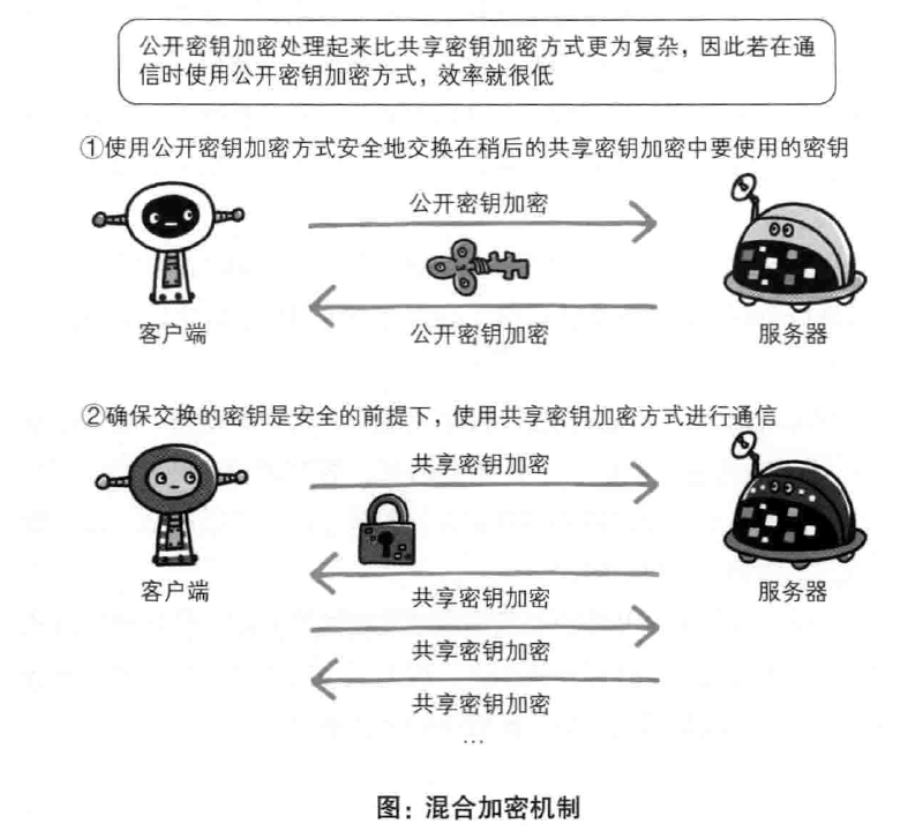 公开密钥加密处理起来比共享密钥加密方式更为复杂，因此若在通
信时使用公开密钥加密方式，效率就很低
①使用公开密钥加密方式安全地交换在稍后的共享密钥加密中要使用的密钥
公开密钥加密
公开密钥加密
客户端
服务器
②确保交换的密钥是安全的前提下，使用共享密钥加密方式进行通信
共享密钥加密
客户端
服务器
共享密钥加密
共享密钥加密
共享密钥加密
…
图：混合加密机制